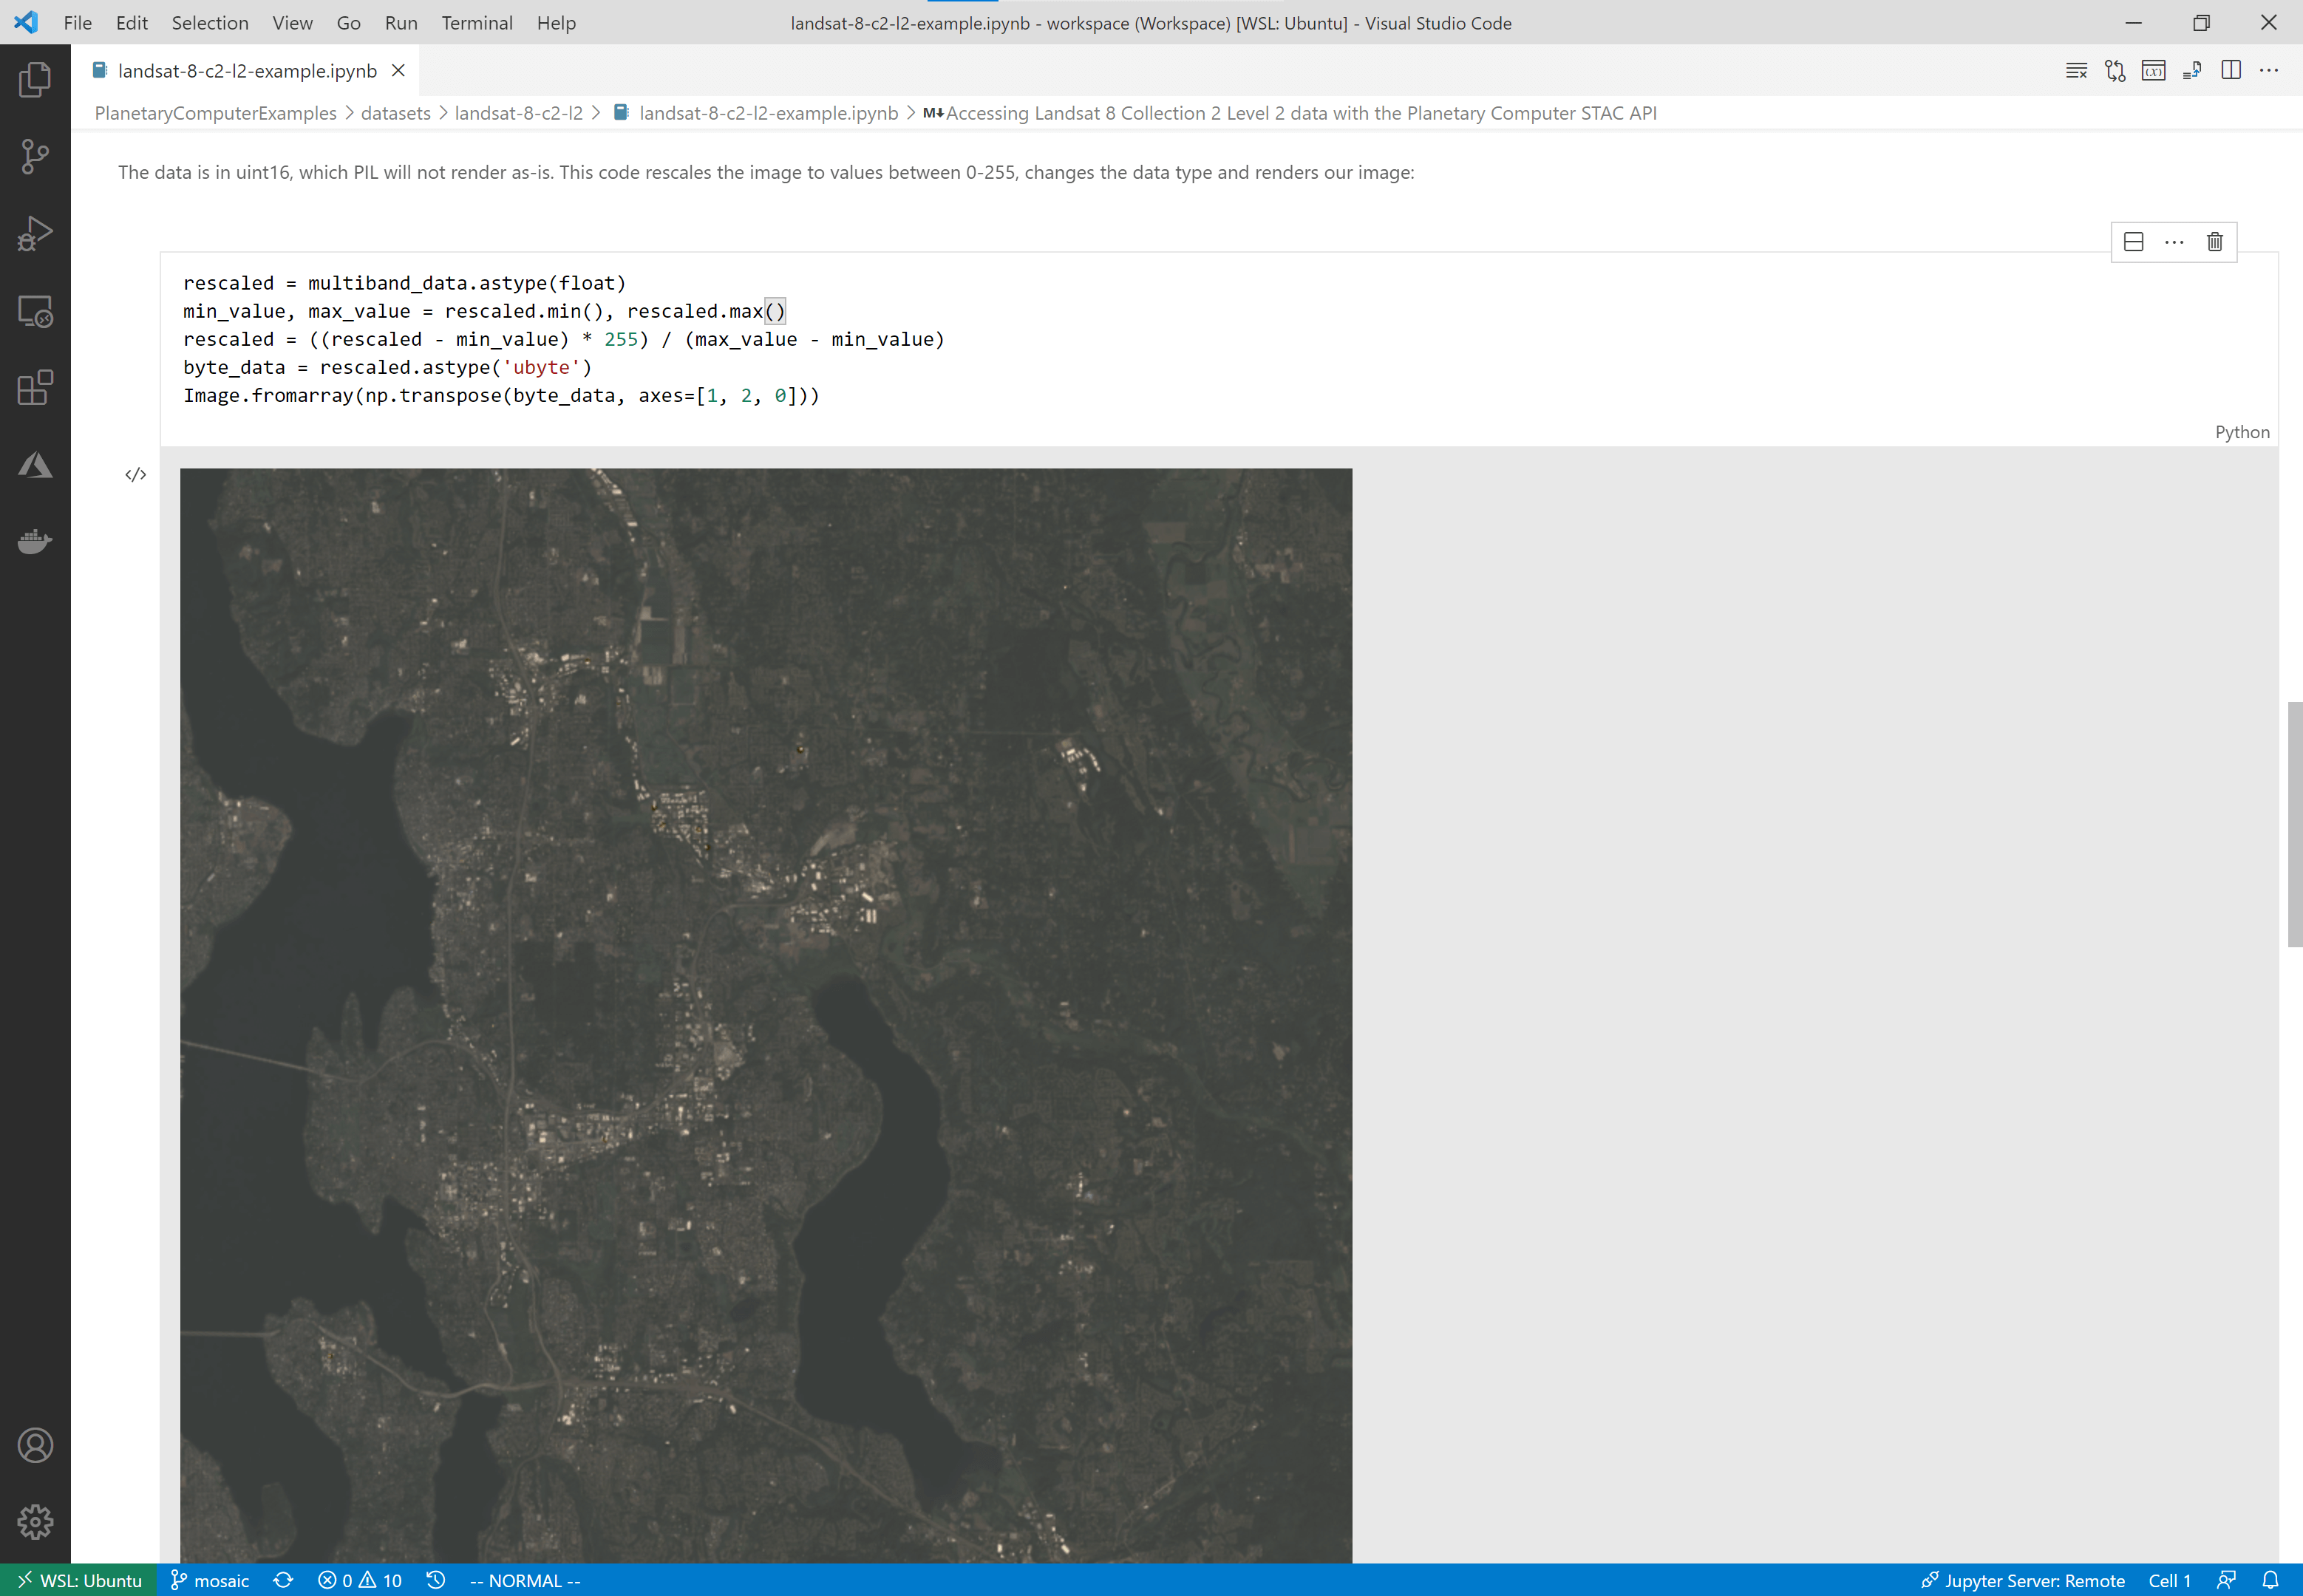 File Edit Selection View Go Run Terminal Help
landsat-8-c2-l2-example.ipynb - workspace (Workspace) [WSL: Ubuntu] - Visual Studio Code
landsat-8-c2-l2-example.ipynb
PlanetaryComputerExamples > datasets > landsat-8-c2-l2 > landsat-8-c2-l2-example.ipynb > M↓Accessing Landsat 8 Collection 2 Level 2 data with the Planetary Computer STAC API
The data is in uint16, which PIL will not render as-is. This code rescales the image to values between 0-255, changes the data type and renders our image:
rescaled = multiband_data.astype(float)
min_value, max_value = rescaled.min(), rescaled.max()
rescaled = ((rescaled - min_value) * 255) / (max_value - min_value)
byte_data = rescaled.astype('ubyte')
Image.fromarray(np.transpose(byte_data, axes=[1, 2, 0]))
Python
WSL: Ubuntu mosaic 0 10 -- NORMAL -- Jupyter Server: Remote Cell 1